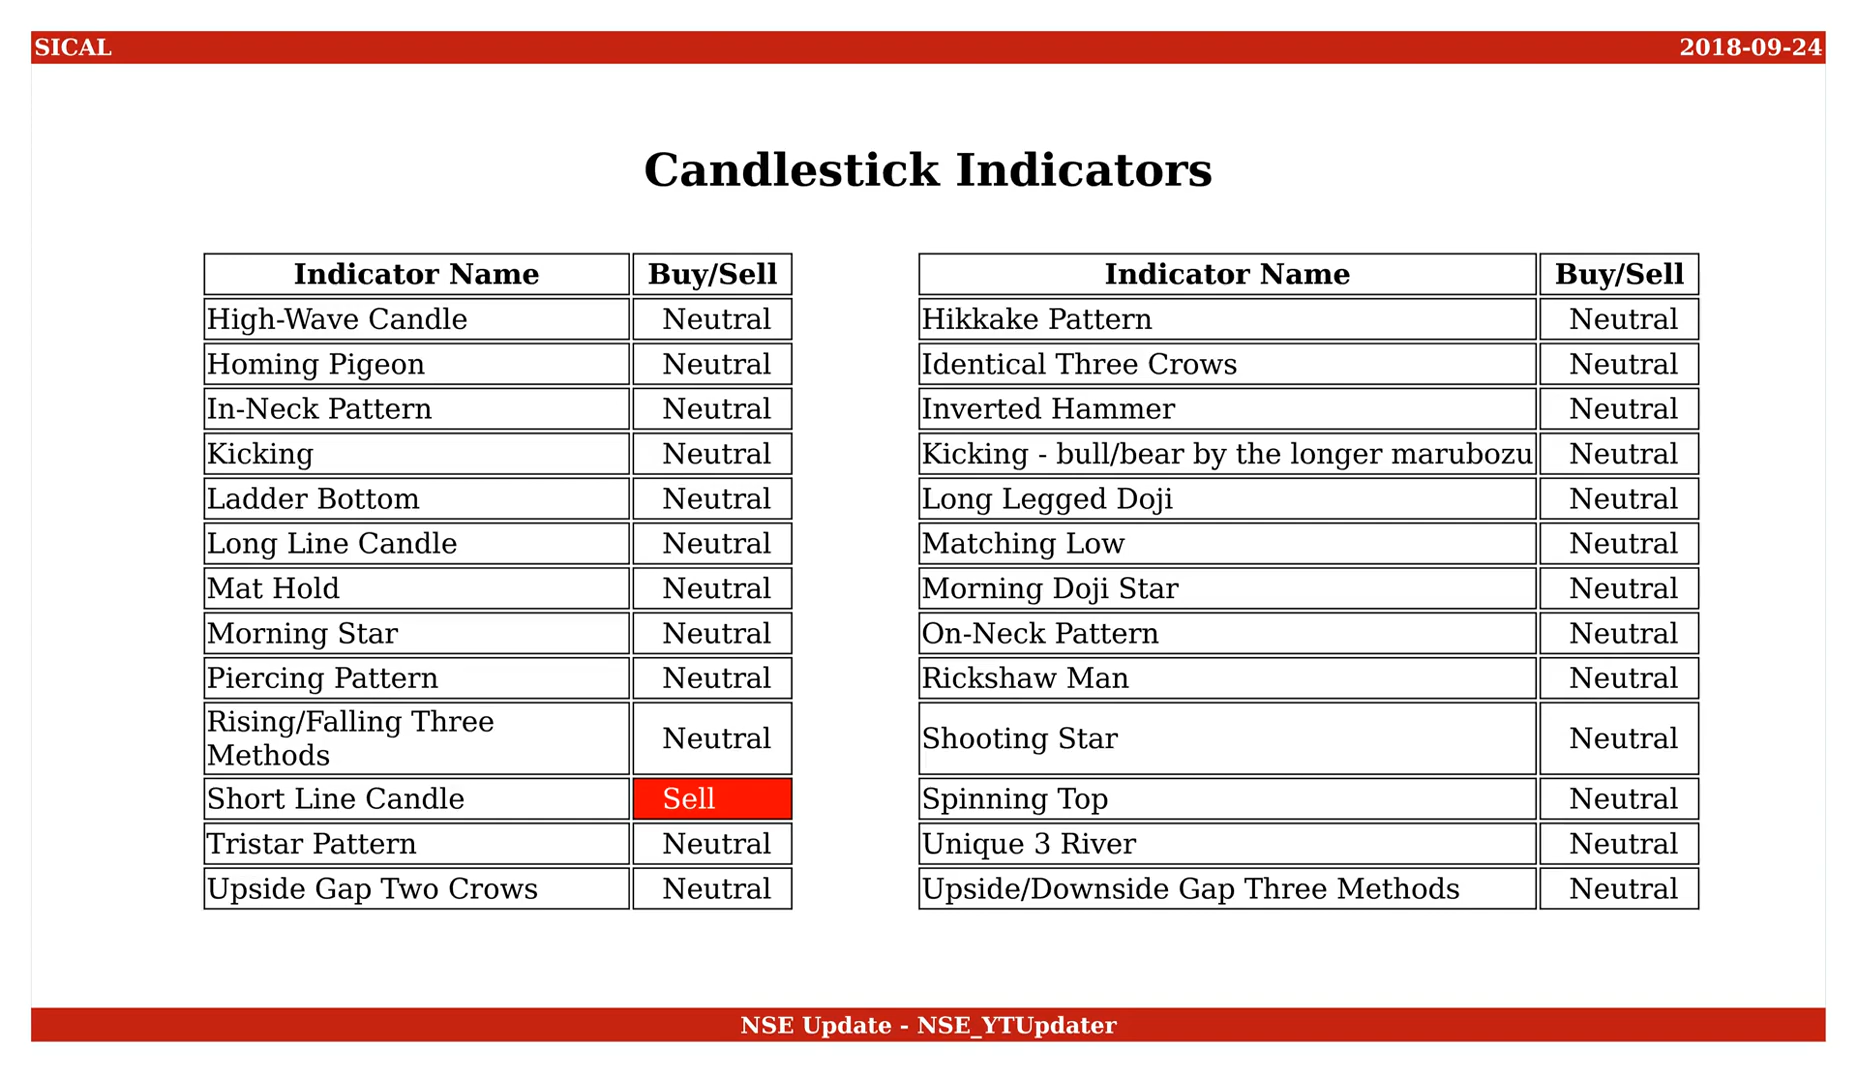 SICAL
2018-09-24
Candlestick Indicators
Indicator Name Buy/Sell
High-Wave Candle Neutral
Homing Pigeon Neutral
In-Neck Pattern Neutral
Kicking Neutral
Ladder Bottom Neutral
Long Line Candle Neutral
Mat Hold Neutral
Morning Star Neutral
Piercing Pattern Neutral
Rising/Falling Three
Methods Neutral
Short Line Candle Sell
Tristar Pattern Neutral
Upside Gap Two Crows Neutral
Indicator Name Buy/Sell
Hikkake Pattern Neutral
Identical Three Crows Neutral
Inverted Hammer Neutral
Kicking - bull/bear by the longer marubozu Neutral
Long Legged Doji Neutral
Matching Low Neutral
Morning Doji Star Neutral
On-Neck Pattern Neutral
Rickshaw Man Neutral
Shooting Star Neutral
Spinning Top Neutral
Unique 3 River Neutral
Upside/Downside Gap Three Methods Neutral
NSE Update - NSE_YTUpdater